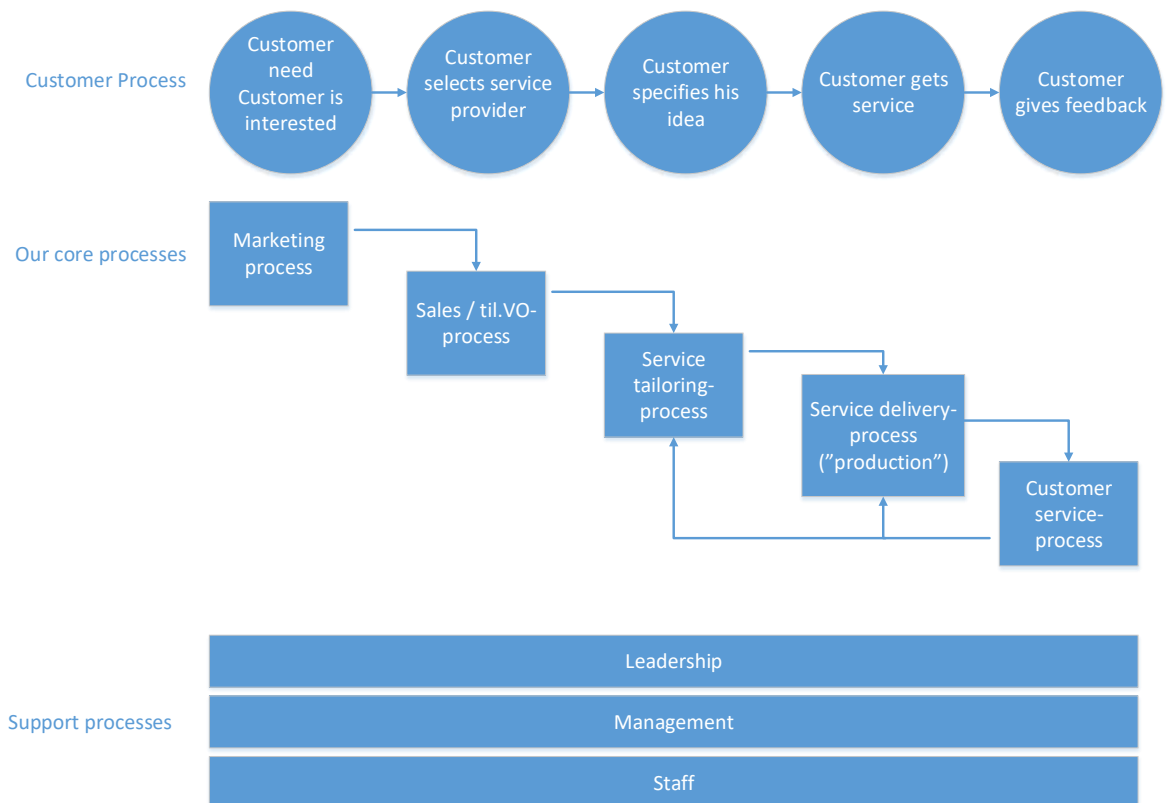 Customer Process
Customer
need
Customer is
interested
Customer
selects service
provider
Customer
specifies his
idea
Customer gets
service
Customer
gives feedback
Our core processes
Marketing
process
Sales / til.VO-
process
Service
tailoring-
process
Service delivery-
process
(”production”)
Customer
service-
process
Support processes
Leadership
Management
Staff